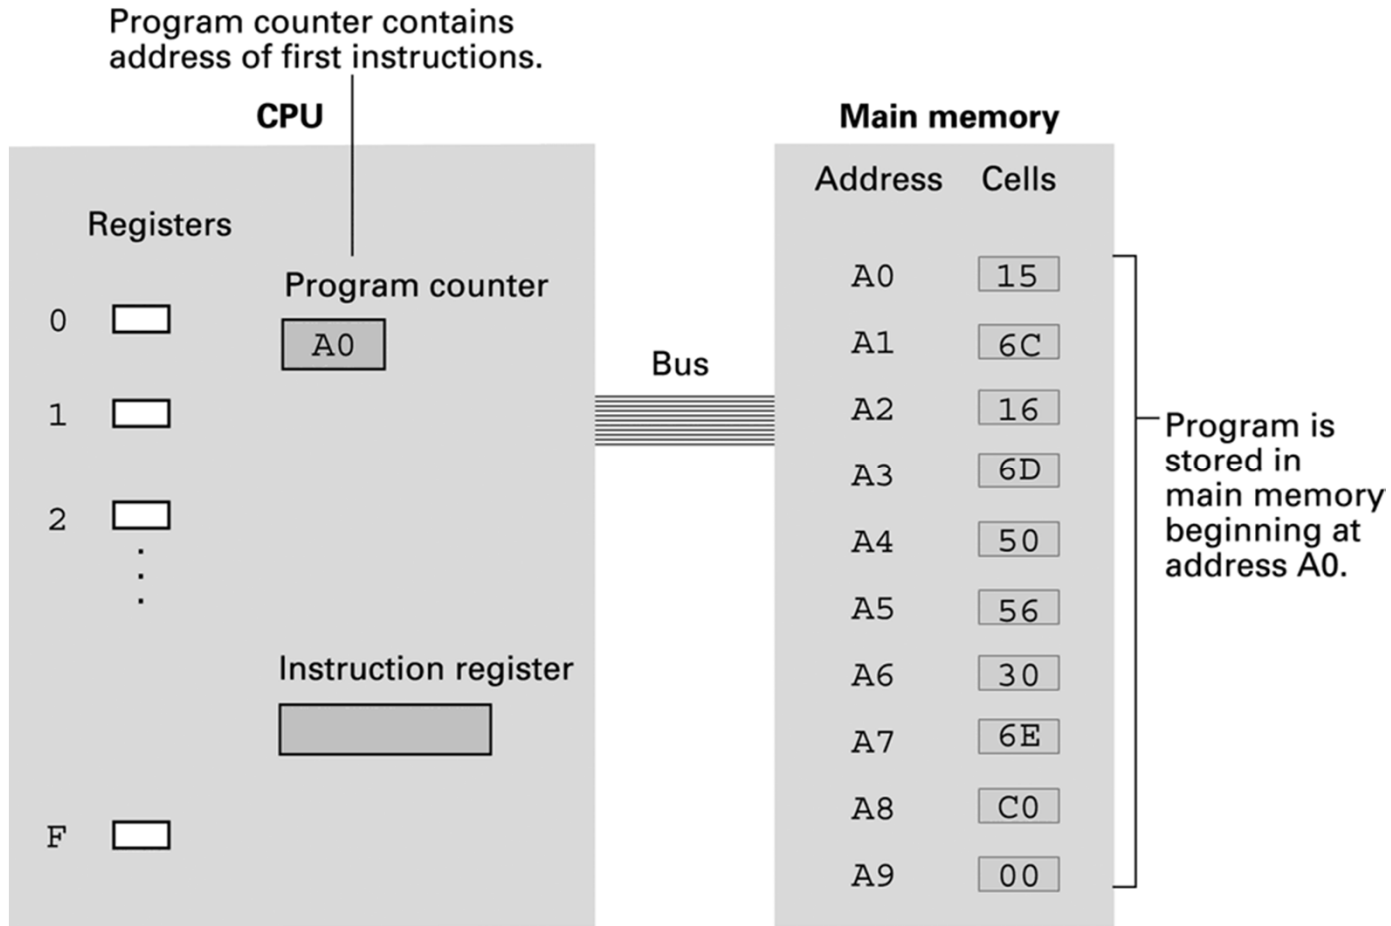 Program counter contains
address of first instructions.
CPU
Main memory
Address Cells
Registers
Program counter
A0
0
1
2
Instruction register
F
Bus
A0 15
A1 6C
A2 16
A3 6D
A4 50
A5 56
A6 30
A7 6E
A8 C0
A9 00
Program is
stored in
main memory
beginning at
address A0.